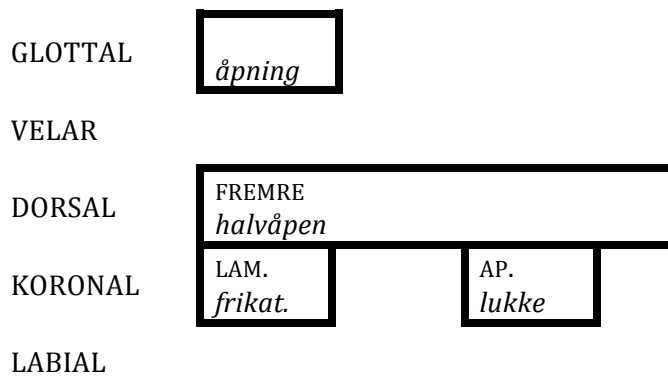 GLOTTAL
åpning
VELAR
DORSAL
FREMRE
halvåpen
KORONAL
LAM. AP.
frikat. lukke
LABIAL